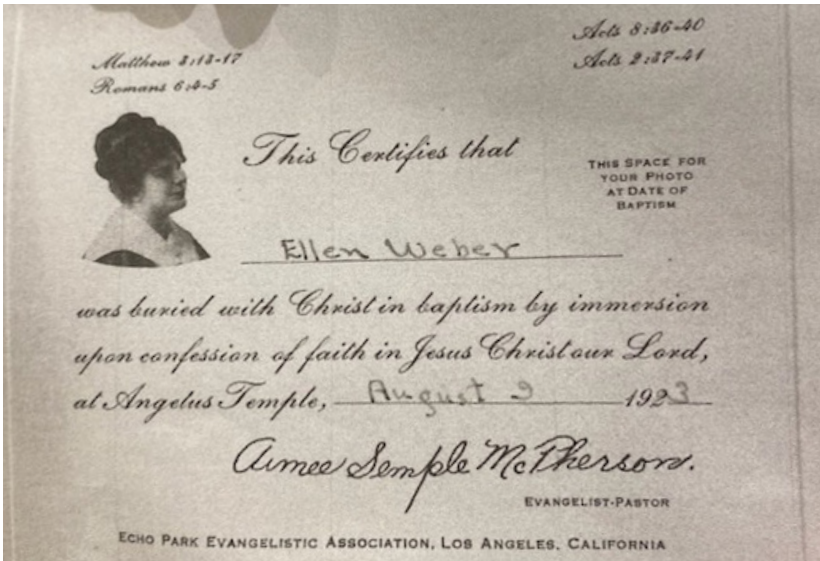 Matthew 3:13-17
Romans 6:4-5
Acts 8:36-40
Acts 2:37-41
This Certifies that
THIS SPACE FOR
YOUR PHOTO
AT DATE OF
BAPTISM
Ellen Weber
was buried with Christ in baptism by immersion
upon confession of faith in Jesus Christ our Lord,
at Angelus Temple, August 9 1923
Aimee Semple McPherson.
EVANGELIST-PASTOR
ECHO PARK EVANGELISTIC ASSOCIATION, LOS ANGELES, CALIFORNIA